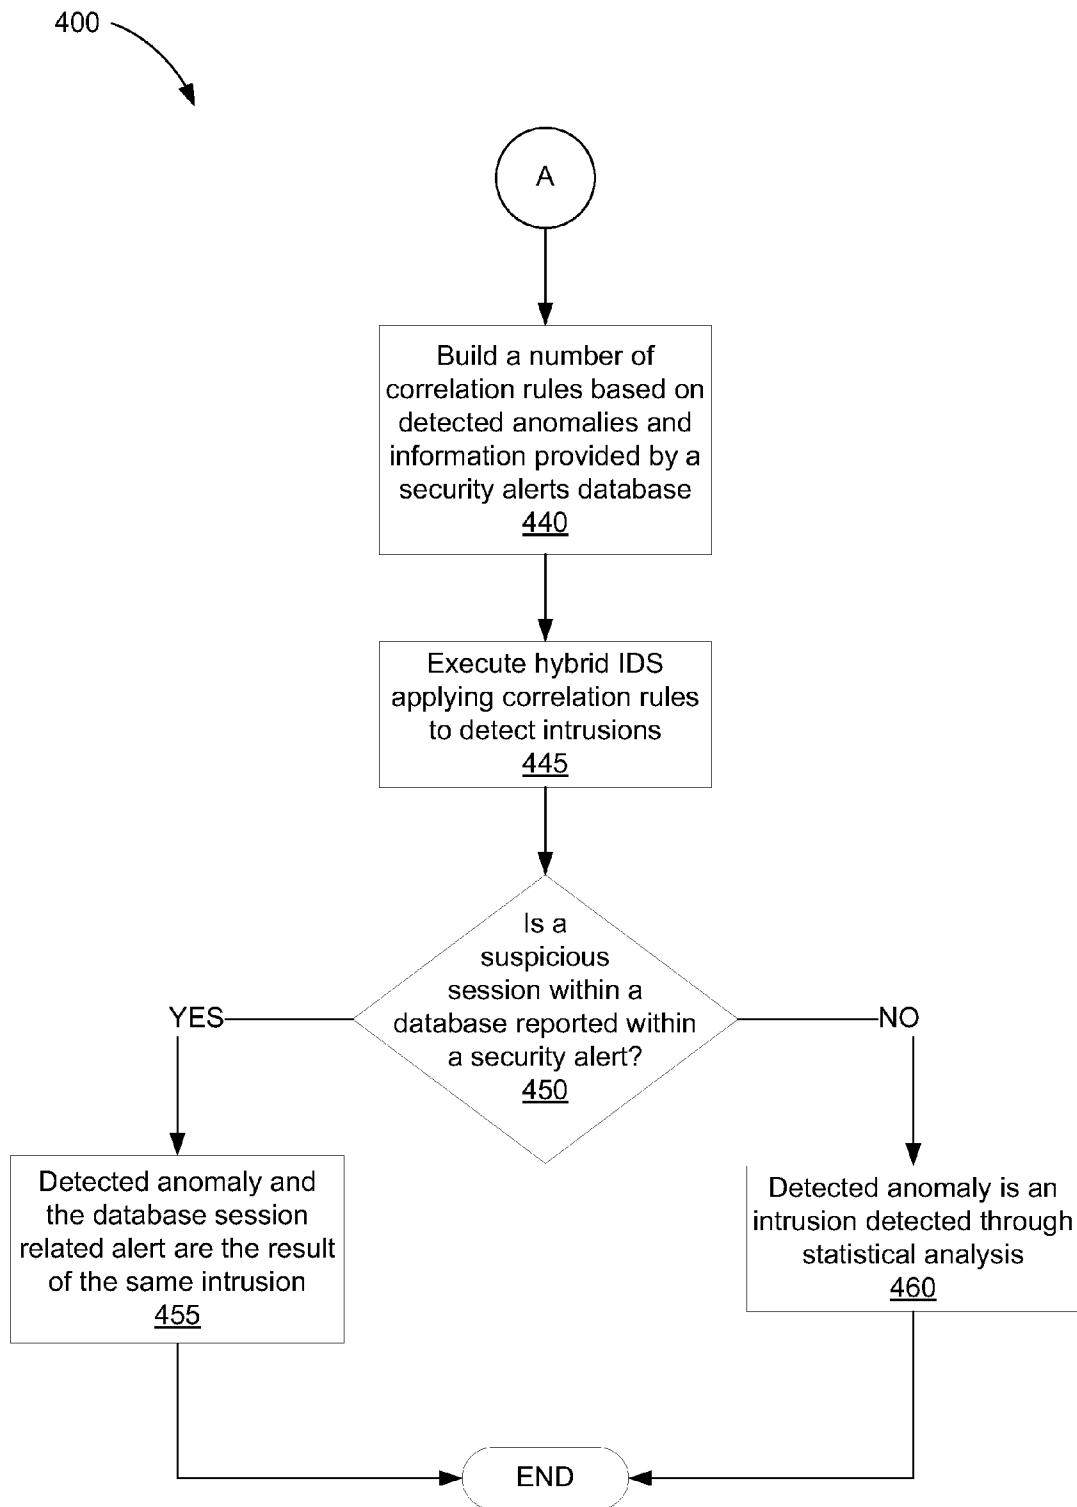 400
A
Build a number of
correlation rules based on
detected anomalies and
information provided by a
security alerts database
440
Execute hybrid IDS
applying correlation rules
to detect intrusions
445
Is a
suspicious
session within a
database reported within
a security alert?
450
YES
NO
Detected anomaly and
the database session
related alert are the result
of the same intrusion
455
Detected anomaly is an
intrusion detected through
statistical analysis
460
END